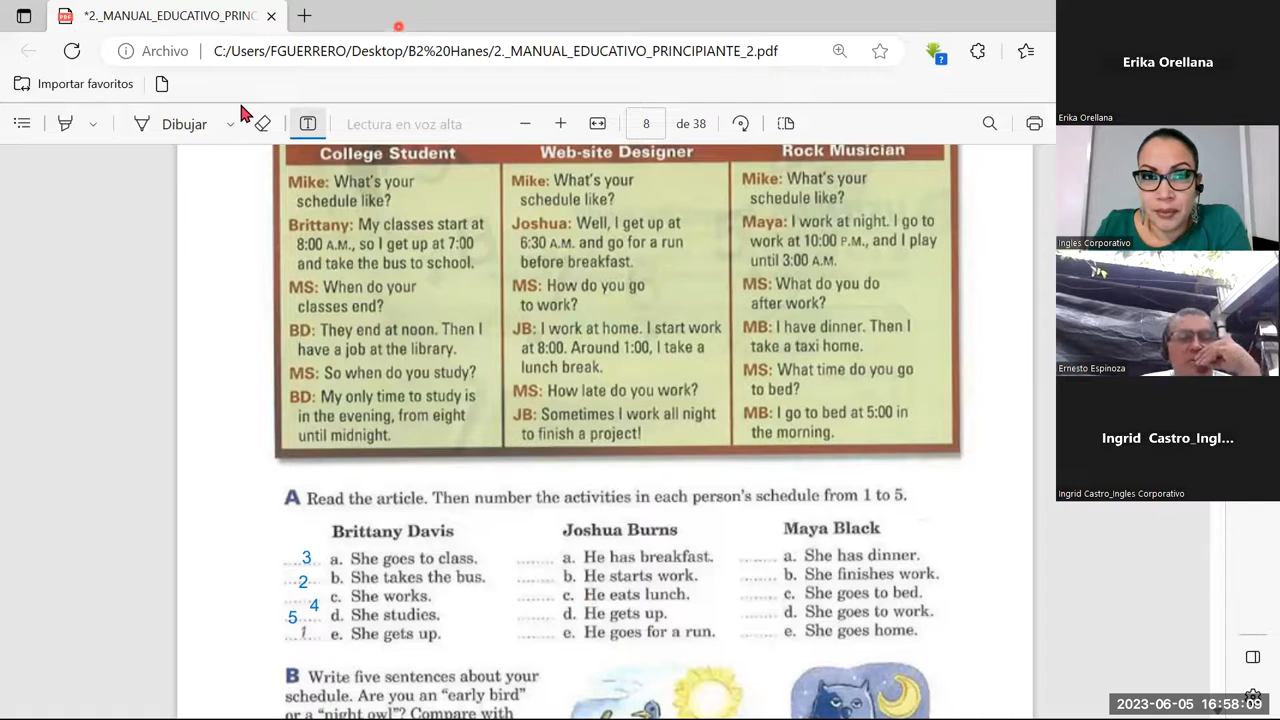 *2._MANUAL_EDUCATIVO_PRINC
Archivo
C:/Users/FGUERRERO/Desktop/B2%20Hanes/2._MANUAL_EDUCATIVO_PRINCIPIANTE_2.pdf
Importar favoritos
Dibujar
Lectura en voz alta
8
de 38
College Student
Mike: What's your
schedule like?
Brittany: My classes start at
8:00 A.M., so I get up at 7:00
and take the bus to school.
MS: When do your
classes end?
BD: They end at noon. Then I
have a job at the library.
MS: So when do you study?
BD: My only time to study is
in the evening, from eight
until midnight.
Web-site Designer
Mike: What's your
schedule like?
Joshua: Well, I get up at
6:30 A.M. and go for a run
before breakfast.
MS: How do you go
to work?
JB: I work at home. I start work
at 8:00. Around 1:00, I take a
lunch break.
MS: How late do you work?
JB: Sometimes I work all night
to finish a project!
Rock Musician
Mike: What's your
schedule like?
Maya: I work at night. I go to
work at 10:00 P.M., and I play
until 3:00 A.M.
MS: What do you do
after work?
MB: I have dinner. Then I
take a taxi home.
MS: What time do you go
to bed?
MB: I go to bed at 5:00 in
the morning.
A Read the article. Then number the activities in each person's schedule from 1 to 5.
Brittany Davis
3 a. She goes to class.
2 b. She takes the bus.
4 c. She works.
5 d. She studies.
1 e. She gets up.
Joshua Burns
a. He has breakfast.
b. He starts work.
c. He eats lunch.
d. He gets up.
e. He goes for a run.
Maya Black
a. She has dinner.
b. She finishes work.
c. She goes to bed.
d. She goes to work.
e. She goes home.
B Write five sentences about your
schedule. Are you an "early bird"
or a "night owl"? Compare with
Erika Orellana
Erika Orellana
Ingles Corporativo
Ernesto Espinoza
Ingrid Castro_Ingl...
Ingrid Castro_Ingles Corporativo
2023-06-05 16:58:09